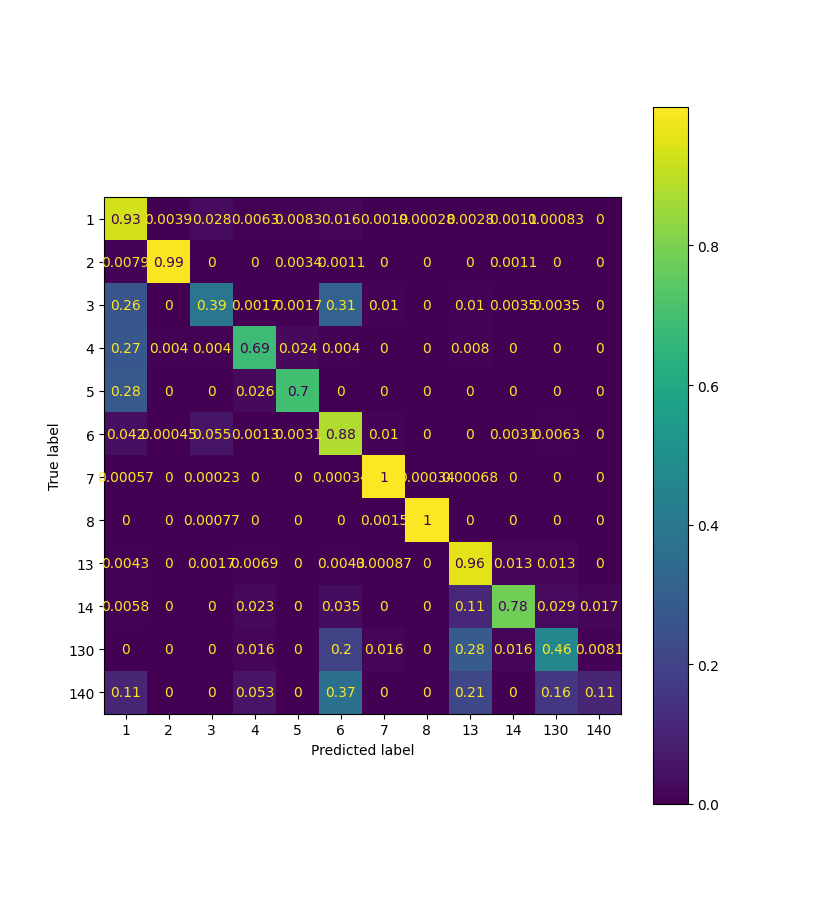 1 0.93 0.0039 0.028 0.0063 0.0083 0.016 0.0019 0.00028 0.0028 0.0011 0.00083 0
0.8
2 0.0079 0.99 0 0 0.0034 0.0011 0 0 0 0.0011 0 0
3 0.26 0 0.39 0.0017 0.0017 0.31 0.01 0 0.01 0.0035 0.0035 0
4 0.27 0.004 0.004 0.69 0.024 0.004 0 0 0.008 0 0 0
0.6
5 0.28 0 0 0.026 0.7 0 0 0 0 0 0 0
True label
6 0.042 0.00045 0.055 0.0013 0.0031 0.88 0.01 0 0 0.0031 0.0063 0
7 0.00057 0 0.00023 0 0 0.00034 1 0.00034 0.00068 0 0 0
8 0 0 0.00077 0 0 0 0.0015 1 0 0 0 0
0.4
13 0.0043 0 0.0017 0.0069 0 0.0043 0.00087 0 0.96 0.013 0.013 0
14 0.0058 0 0 0.023 0 0.035 0 0 0.11 0.78 0.029 0.017
130 0 0 0 0.016 0 0.2 0.016 0 0.28 0.016 0.46 0.0081
0.2
140 0.11 0 0 0.053 0 0.37 0 0 0.21 0 0.16 0.11
1 2 3 4 5 6 7 8 13 14 130 140
Predicted label
0.0